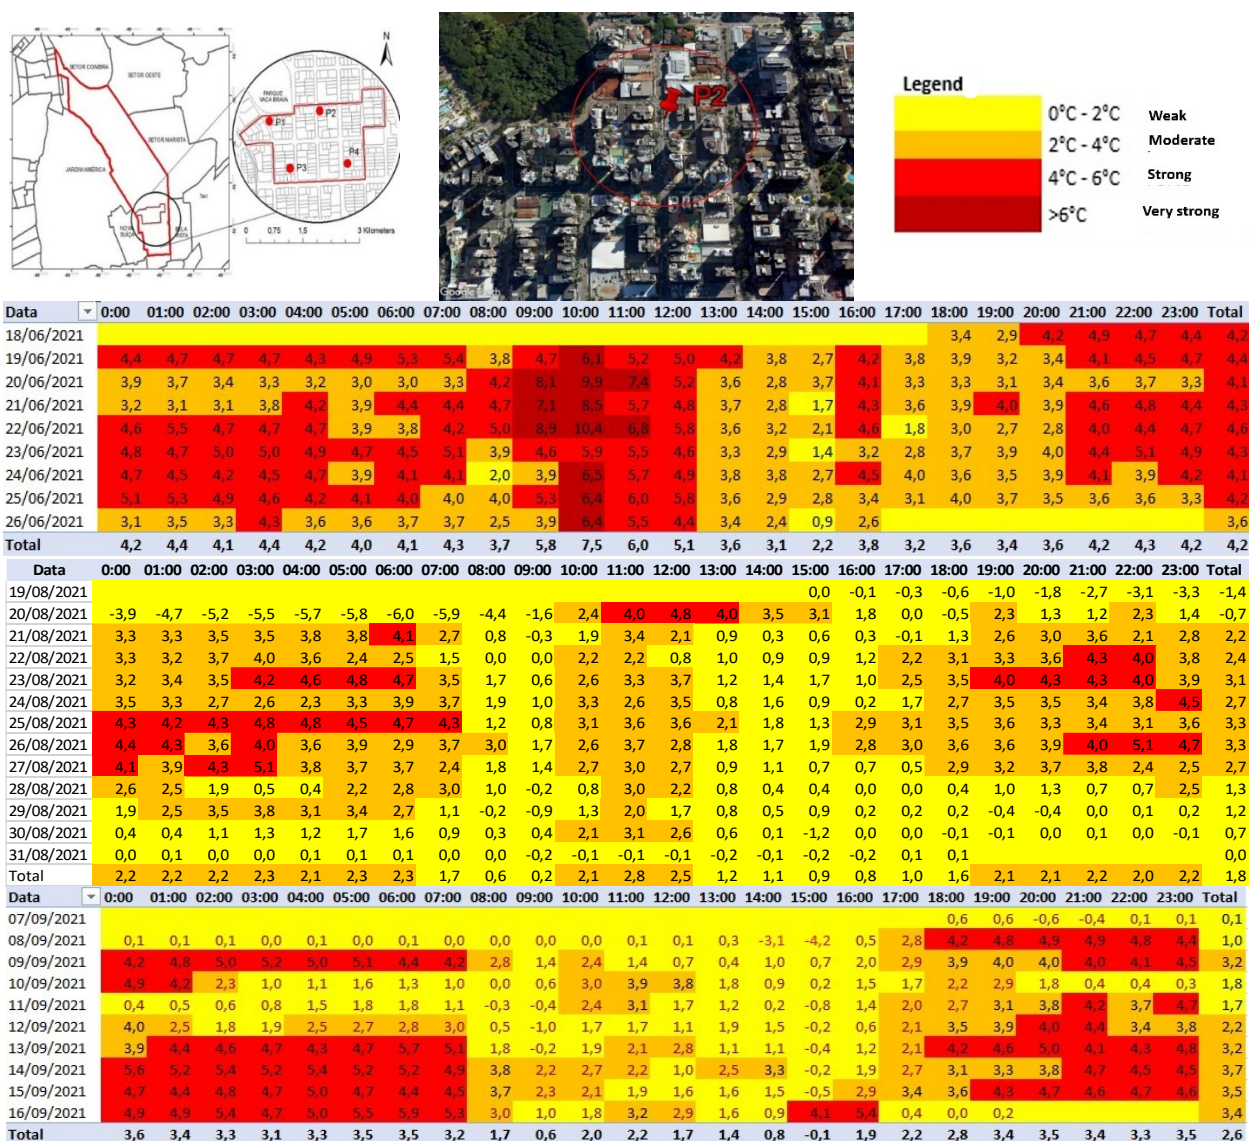 SETOR COIMBRA
SETOR OESTE
SETOR MARISTA
JARDIM AMÉRICA
NOVA SUIÇA
BELA VISTA
N
PARQUE VACA BRAVA
P1
P2
P3
P4
0 0,75 1,5 3 Kilometers
P2
Google Earth
Legend
0°C - 2°C Weak
2°C - 4°C Moderate
4°C - 6°C Strong
>6°C Very strong
Data 0:00 01:00 02:00 03:00 04:00 05:00 06:00 07:00 08:00 09:00 10:00 11:00 12:00 13:00 14:00 15:00 16:00 17:00 18:00 19:00 20:00 21:00 22:00 23:00 Total
18/06/2021 3,4 2,9 4,2 4,9 4,7 4,4 4,2
19/06/2021 4,4 4,7 4,7 4,7 4,3 4,9 5,3 5,4 3,8 4,7 6,1 5,2 5,0 4,2 3,8 2,7 4,2 3,8 3,9 3,2 3,4 4,1 4,5 4,7 4,4
20/06/2021 3,9 3,7 3,4 3,3 3,2 3,0 3,0 3,3 4,2 8,1 9,9 7,4 5,2 3,6 2,8 3,7 4,1 3,3 3,3 3,1 3,4 3,6 3,7 3,3 4,1
21/06/2021 3,2 3,1 3,1 3,8 4,2 3,9 4,4 4,4 4,7 7,1 8,5 5,7 4,8 3,7 2,8 1,7 4,3 3,6 3,9 4,0 3,9 4,6 4,8 4,4 4,3
22/06/2021 4,6 5,5 4,7 4,7 4,7 3,9 3,8 4,2 5,0 8,9 10,4 6,8 5,8 3,6 3,2 2,1 4,6 1,8 3,0 2,7 2,8 4,0 4,4 4,7 4,6
23/06/2021 4,8 4,7 5,0 5,0 4,9 4,7 4,5 5,1 3,9 4,6 5,9 5,5 4,6 3,3 2,9 1,4 3,2 2,8 3,7 3,9 4,0 4,4 5,1 4,9 4,3
24/06/2021 4,7 4,5 4,2 4,5 4,7 3,9 4,1 4,1 2,0 3,9 6,5 5,7 4,9 3,8 3,8 2,7 4,5 4,0 3,6 3,5 3,9 4,1 3,9 4,2 4,1
25/06/2021 5,1 5,3 4,9 4,6 4,2 4,1 4,0 4,0 4,0 5,3 6,4 6,0 5,8 3,6 2,9 2,8 3,4 3,1 4,0 3,7 3,5 3,6 3,6 3,3 4,2
26/06/2021 3,1 3,5 3,3 4,3 3,6 3,6 3,7 3,7 2,5 3,9 6,4 5,5 4,4 3,4 2,4 0,9 2,6 3,6
Total 4,2 4,4 4,1 4,4 4,2 4,0 4,1 4,3 3,7 5,8 7,5 6,0 5,1 3,6 3,1 2,2 3,8 3,2 3,6 3,4 3,6 4,2 4,3 4,2 4,2
Data 0:00 01:00 02:00 03:00 04:00 05:00 06:00 07:00 08:00 09:00 10:00 11:00 12:00 13:00 14:00 15:00 16:00 17:00 18:00 19:00 20:00 21:00 22:00 23:00 Total
19/08/2021 0,0 -0,1 -0,3 -0,6 -1,0 -1,8 -2,7 -3,1 -3,3 -1,4
20/08/2021 -3,9 -4,7 -5,2 -5,5 -5,7 -5,8 -6,0 -5,9 -4,4 -1,6 2,4 4,0 4,8 4,0 3,5 3,1 1,8 0,0 -0,5 2,3 1,3 1,2 2,3 1,4 -0,7
21/08/2021 3,3 3,3 3,5 3,5 3,8 3,8 4,1 2,7 0,8 -0,3 1,9 3,4 2,1 0,9 0,3 0,6 0,3 -0,1 1,3 2,6 3,0 3,6 2,1 2,8 2,2
22/08/2021 3,3 3,2 3,7 4,0 3,6 2,4 2,5 1,5 0,0 0,0 2,2 2,2 0,8 1,0 0,9 0,9 1,2 2,2 3,1 3,3 3,6 4,3 4,0 3,8 2,4
23/08/2021 3,2 3,4 3,5 4,2 4,6 4,8 4,7 3,5 1,7 0,6 2,6 3,3 3,7 1,2 1,4 1,7 1,0 2,5 3,5 4,0 4,3 4,3 4,0 3,9 3,1
24/08/2021 3,5 3,3 2,7 2,6 2,3 3,3 3,9 3,7 1,9 1,0 3,3 2,6 3,5 0,8 1,6 0,9 0,2 1,7 2,7 3,5 3,5 3,4 3,8 4,5 2,7
25/08/2021 4,3 4,2 4,3 4,8 4,8 4,5 4,7 4,3 1,2 0,8 3,1 3,6 3,6 2,1 1,8 1,3 2,9 3,1 3,5 3,6 3,3 3,4 3,1 3,6 3,3
26/08/2021 4,4 4,3 3,6 4,0 3,6 3,9 2,9 3,7 3,0 1,7 2,6 3,7 2,8 1,8 1,7 1,9 2,8 3,0 3,6 3,6 3,9 4,0 5,1 4,7 3,3
27/08/2021 4,1 3,9 4,3 5,1 3,8 3,7 3,7 2,4 1,8 1,4 2,7 3,0 2,7 0,9 1,1 0,7 0,7 0,5 2,9 3,2 3,7 3,8 2,4 2,5 2,7
28/08/2021 2,6 2,5 1,9 0,5 0,4 2,2 2,8 3,0 1,0 -0,2 0,8 3,0 2,2 0,8 0,4 0,4 0,0 0,0 0,4 1,0 1,3 0,7 0,7 2,5 1,3
29/08/2021 1,9 2,5 3,5 3,8 3,1 3,4 2,7 1,1 -0,2 -0,9 1,3 2,0 1,7 0,8 0,5 0,9 0,2 0,2 0,2 -0,4 -0,4 0,0 0,1 0,2 1,2
30/08/2021 0,4 0,4 1,1 1,3 1,2 1,7 1,6 0,9 0,3 0,4 2,1 3,1 2,6 0,6 0,1 -1,2 0,0 0,0 -0,1 -0,1 0,0 0,1 0,0 -0,1 0,7
31/08/2021 0,0 0,1 0,0 0,0 0,1 0,1 0,1 0,0 0,0 -0,2 -0,1 -0,1 -0,1 -0,2 -0,1 -0,2 -0,2 0,1 0,1 0,0
Total 2,2 2,2 2,2 2,3 2,1 2,3 2,3 1,7 0,6 0,2 2,1 2,8 2,5 1,2 1,1 0,9 0,8 1,0 1,6 2,1 2,1 2,2 2,0 2,2 1,8
Data 0:00 01:00 02:00 03:00 04:00 05:00 06:00 07:00 08:00 09:00 10:00 11:00 12:00 13:00 14:00 15:00 16:00 17:00 18:00 19:00 20:00 21:00 22:00 23:00 Total
07/09/2021 0,6 0,6 -0,6 -0,4 0,1 0,1 0,1
08/09/2021 0,1 0,1 0,1 0,0 0,1 0,0 0,1 0,0 0,0 0,0 0,0 0,1 0,1 0,3 -3,1 -4,2 0,5 2,8 4,2 4,8 4,9 4,9 4,8 4,4 1,0
09/09/2021 4,2 4,8 5,0 5,2 5,0 5,1 4,4 4,2 2,8 1,4 2,4 1,4 0,7 0,4 1,0 0,7 2,0 2,9 3,9 4,0 4,0 4,0 4,1 4,5 3,2
10/09/2021 4,9 4,2 2,3 1,0 1,1 1,6 1,3 1,0 0,0 0,6 3,0 3,9 3,8 1,8 0,9 0,2 1,5 1,7 2,2 2,9 1,8 0,4 0,4 0,3 1,8
11/09/2021 0,4 0,5 0,6 0,8 1,5 1,8 1,8 1,1 -0,3 -0,4 2,4 3,1 1,7 1,2 0,2 -0,8 1,4 2,0 2,7 3,1 3,8 4,2 3,7 4,7 1,7
12/09/2021 4,0 2,5 1,8 1,9 2,5 2,7 2,8 3,0 0,5 -1,0 1,7 1,7 1,1 1,9 1,5 -0,2 0,6 2,1 3,5 3,9 4,0 4,4 3,4 3,8 2,2
13/09/2021 3,9 4,4 4,6 4,7 4,3 4,7 5,7 5,1 1,8 -0,2 1,9 2,1 2,8 1,1 1,1 -0,4 1,2 2,1 4,2 4,6 5,0 4,1 4,3 4,8 3,2
14/09/2021 5,6 5,2 5,4 5,2 5,4 5,2 5,2 4,9 3,8 2,2 2,7 2,2 1,0 2,5 3,3 -0,2 1,9 2,7 3,1 3,3 3,8 4,7 4,5 4,5 3,7
15/09/2021 4,7 4,4 4,8 4,7 5,0 4,7 4,4 4,5 3,7 2,3 2,1 1,9 1,6 1,6 1,5 -0,5 2,9 3,4 3,6 4,3 4,7 4,6 4,7 4,6 3,5
16/09/2021 4,9 4,9 5,4 4,7 5,0 5,5 5,9 5,3 3,0 1,0 1,8 3,2 2,9 1,6 0,9 4,1 5,4 0,4 0,0 0,2 3,4
Total 3,6 3,4 3,3 3,1 3,3 3,5 3,5 3,2 1,7 0,6 2,0 2,2 1,7 1,4 0,8 -0,1 1,9 2,2 2,8 3,4 3,5 3,4 3,5 3,5 2,6